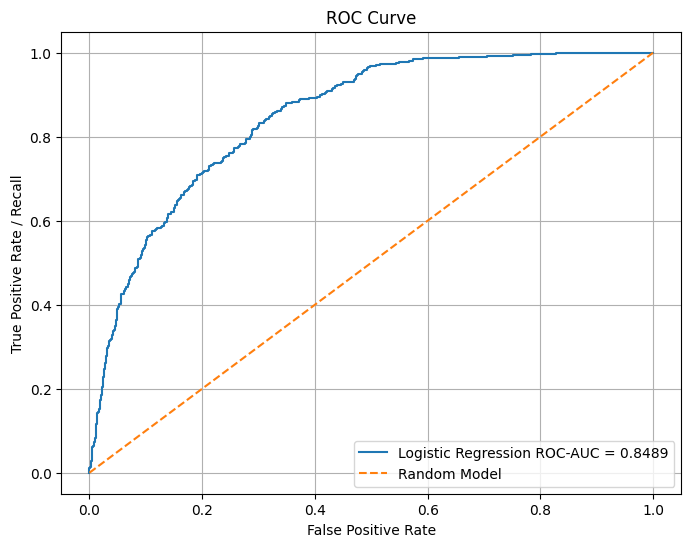 ROC Curve
True Positive Rate / Recall
1.0
0.8
0.6
0.4
0.2
0.0
0.0 0.2 0.4 0.6 0.8 1.0
False Positive Rate
Logistic Regression ROC-AUC = 0.8489
Random Model